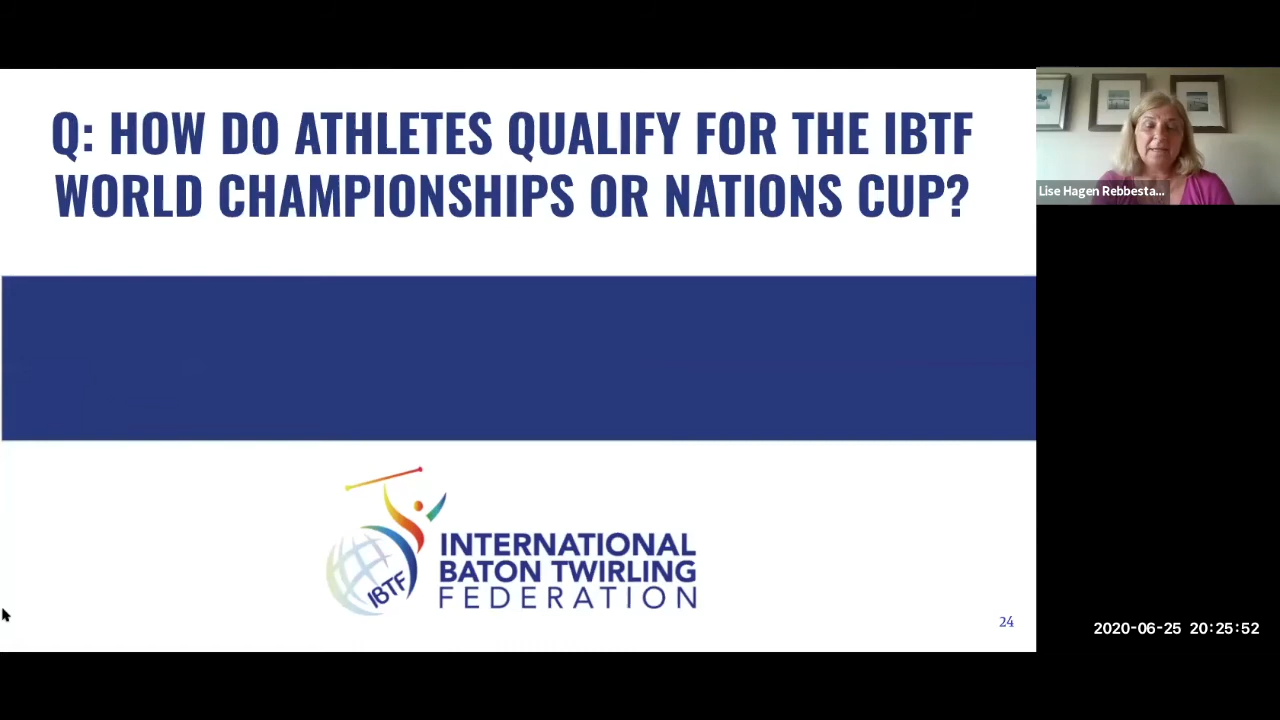 Q: HOW DO ATHLETES QUALIFY FOR THE IBTF
WORLD CHAMPIONSHIPS OR NATIONS CUP?
Lise Hagen Rebbesta...
IBTF
INTERNATIONAL
BATON TWIRLING
FEDERATION
24
2020-06-25 20:25:52